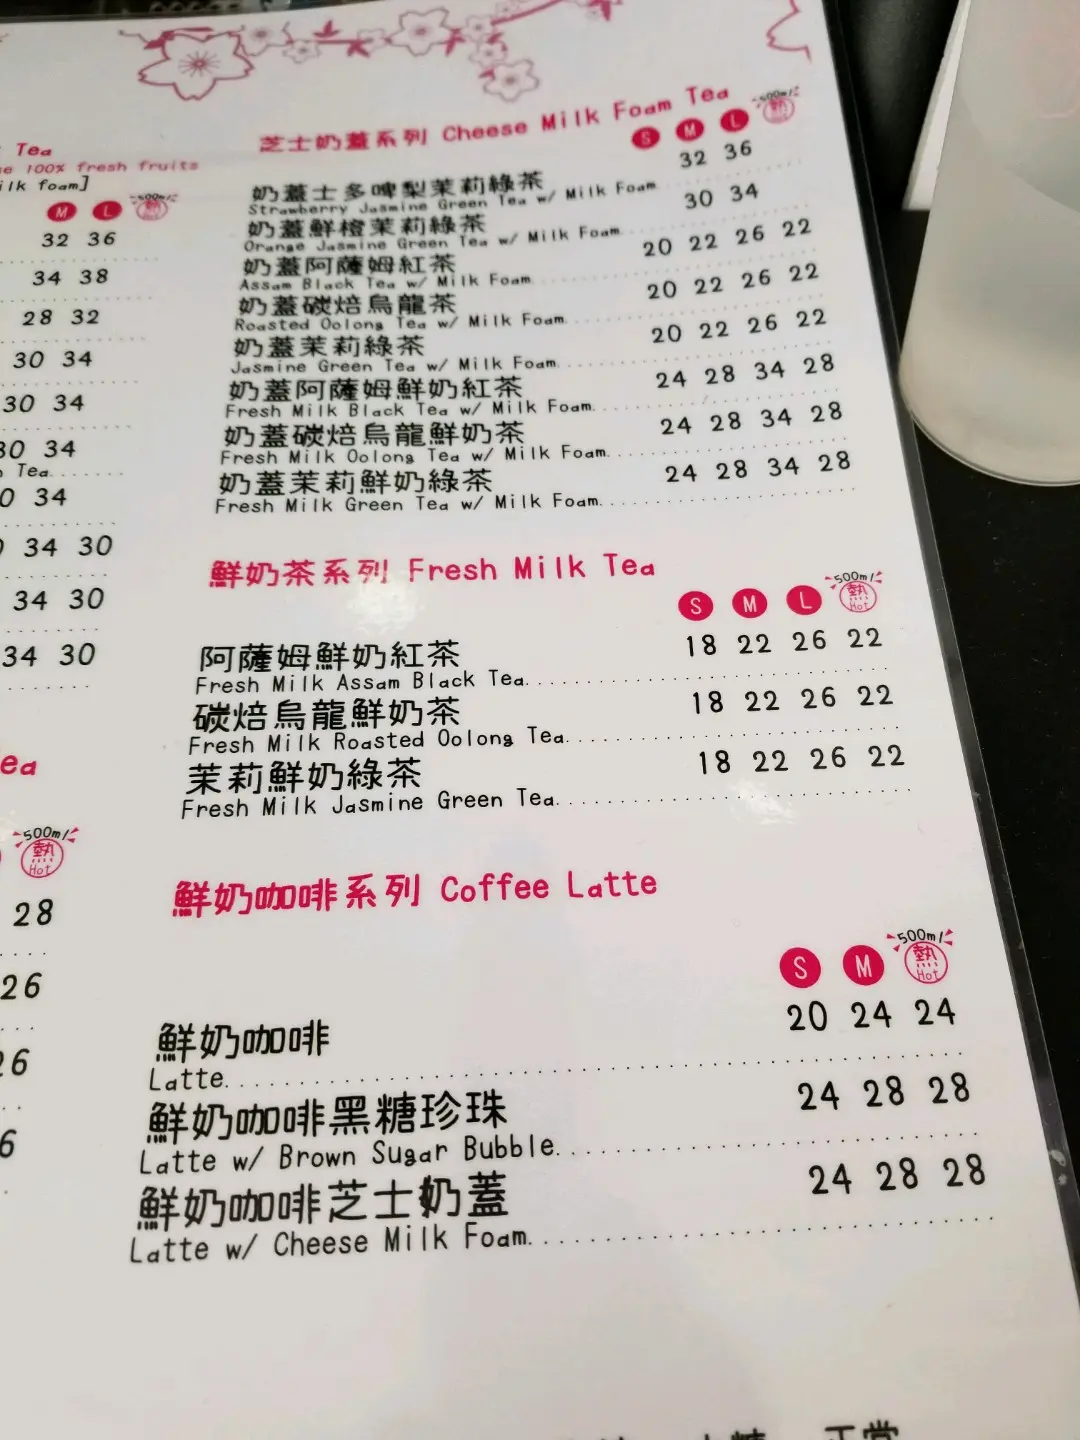 Tea
100% fresh fruits
ilk foam]
M L 500ml 熱
32 36
34 38
28 32
30 34
30 34
30 34
Tea
0 34
34 30
34 30
34 30
ea
500ml 熱 Hot
28
26
26
6
芝士奶蓋系列 Cheese Milk Foam Tea
S M L 500ml 熱
奶蓋士多啤梨茉莉綠茶 32 36
Strawberry Jasmine Green Tea w/ Milk Foam
奶蓋鮮橙茉莉綠茶 30 34
Orange Jasmine Green Tea w/ Milk Foam
奶蓋阿薩姆紅茶 20 22 26 22
Assam Black Tea w/ Milk Foam
奶蓋碳焙烏龍茶 20 22 26 22
Roasted Oolong Tea w/ Milk Foam
奶蓋茉莉綠茶 20 22 26 22
Jasmine Green Tea w/ Milk Foam
奶蓋阿薩姆鮮奶紅茶 24 28 34 28
Fresh Milk Black Tea w/ Milk Foam
奶蓋碳焙烏龍鮮奶茶 24 28 34 28
Fresh Milk Oolong Tea w/ Milk Foam
奶蓋茉莉鮮奶綠茶 24 28 34 28
Fresh Milk Green Tea w/ Milk Foam
鮮奶茶系列 Fresh Milk Tea
S M L 500ml 熱 Hot
阿薩姆鮮奶紅茶 18 22 26 22
Fresh Milk Assam Black Tea
碳焙烏龍鮮奶茶 18 22 26 22
Fresh Milk Roasted Oolong Tea
茉莉鮮奶綠茶 18 22 26 22
Fresh Milk Jasmine Green Tea
鮮奶咖啡系列 Coffee Latte
S M 500ml 熱 Hot
鮮奶咖啡 20 24 24
Latte
鮮奶咖啡黑糖珍珠 24 28 28
Latte w/ Brown Sugar Bubble
鮮奶咖啡芝士奶蓋 24 28 28
Latte w/ Cheese Milk Foam